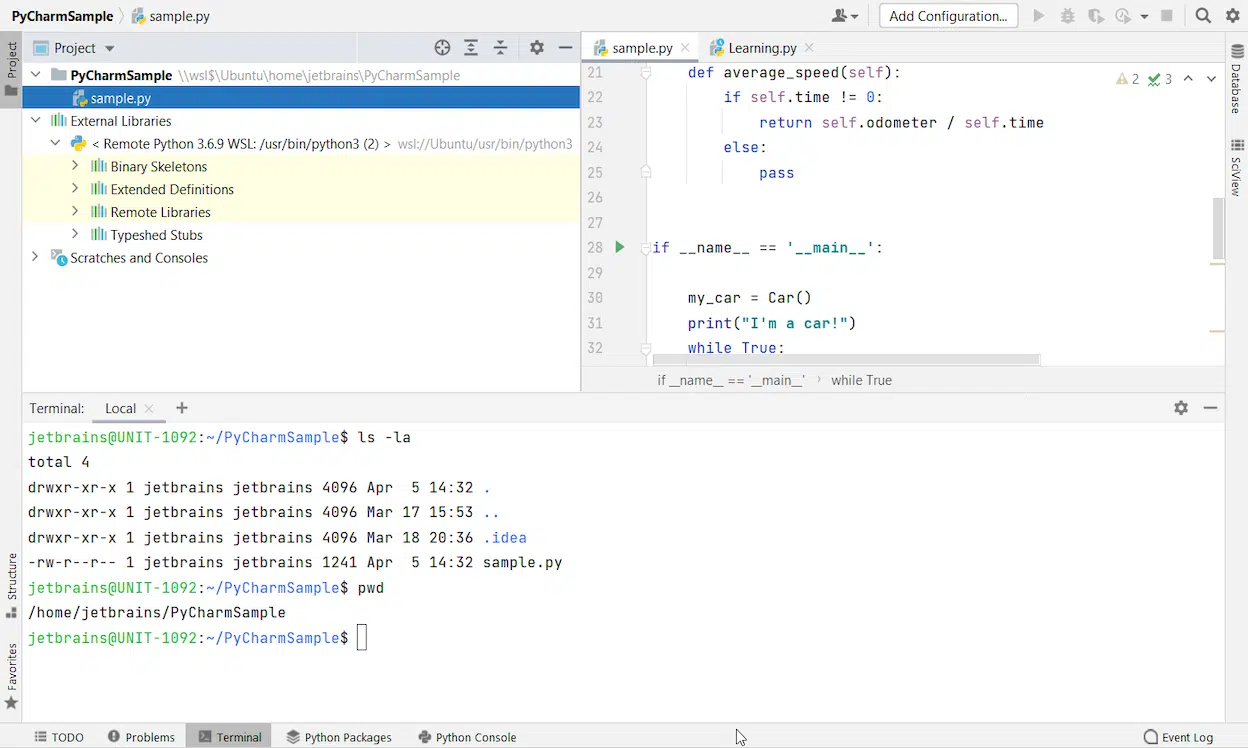 PyCharmSample sample.py Add Configuration...
Project
Project
PyCharmSample \\wsl$\Ubuntu\home\jetbrains\PyCharmSample
sample.py
External Libraries
< Remote Python 3.6.9 WSL: /usr/bin/python3 (2) > wsl://Ubuntu/usr/bin/python3
Binary Skeletons
Extended Definitions
Remote Libraries
Typeshed Stubs
Scratches and Consoles
sample.py Learning.py
2 3
21 def average_speed(self):
22 if self.time != 0:
23 return self.odometer / self.time
24 else:
25 pass
26
27
28 if __name__ == '__main__':
29
30 my_car = Car()
31 print("I'm a car!")
32 while True:
if __name__ == '__main__' › while True
Database
SciView
Terminal: Local
jetbrains@UNIT-1092:~/PyCharmSample$ ls -la
total 4
drwxr-xr-x 1 jetbrains jetbrains 4096 Apr  5 14:32 .
drwxr-xr-x 1 jetbrains jetbrains 4096 Mar 17 15:53 ..
drwxr-xr-x 1 jetbrains jetbrains 4096 Mar 18 20:36 .idea
-rw-r--r-- 1 jetbrains jetbrains 1241 Apr  5 14:32 sample.py
jetbrains@UNIT-1092:~/PyCharmSample$ pwd
/home/jetbrains/PyCharmSample
jetbrains@UNIT-1092:~/PyCharmSample$
Structure
Favorites
TODO Problems Terminal Python Packages Python Console Event Log